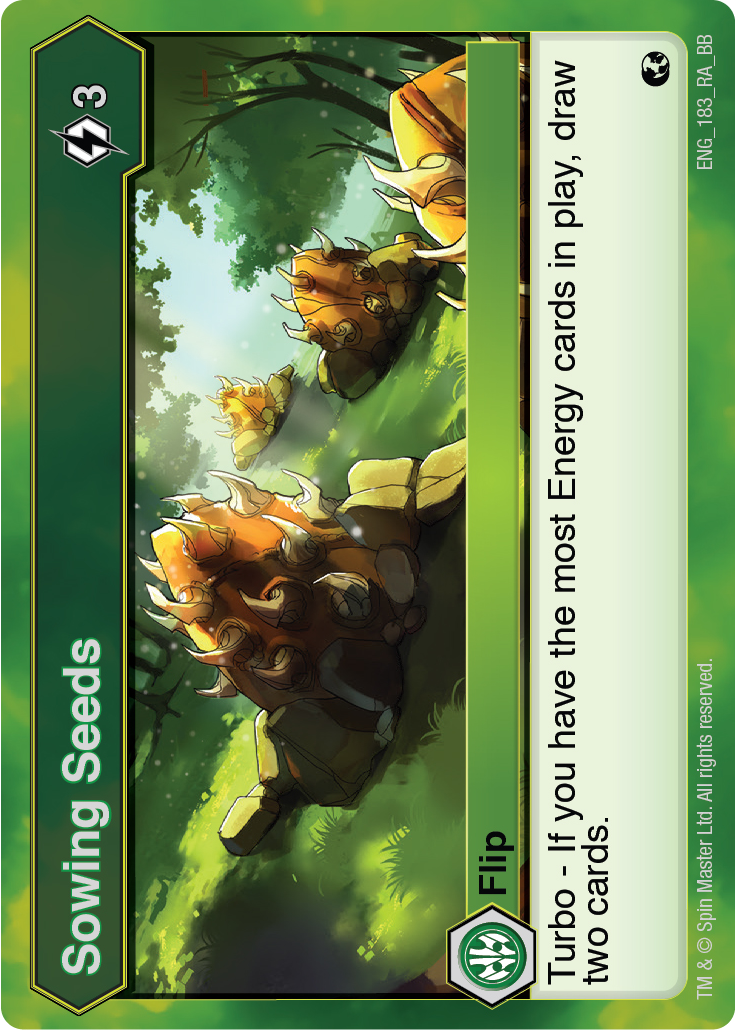 Sowing Seeds
3
Flip
Turbo - If you have the most Energy cards in play, draw
two cards.
TM & © Spin Master Ltd. All rights reserved.
ENG_183_RA_BB